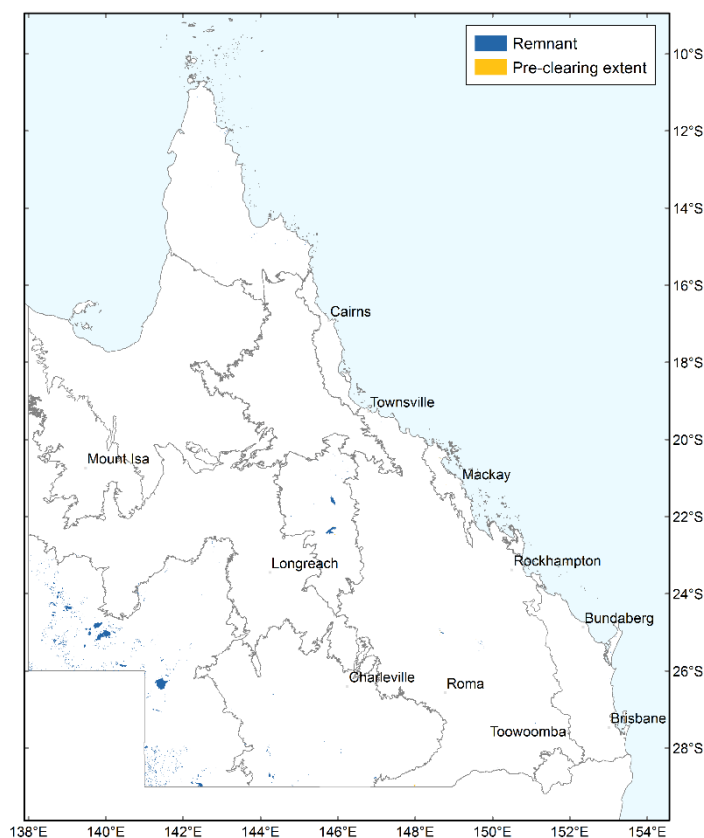 Remnant
Pre-clearing extent
10°S
12°S
14°S
16°S
Cairns
18°S
Townsville
20°S
Mount Isa
Mackay
22°S
Longreach
Rockhampton
24°S
Bundaberg
26°S
Charleville
Roma
Brisbane
Toowoomba
28°S
138°E 140°E 142°E 144°E 146°E 148°E 150°E 152°E 154°E